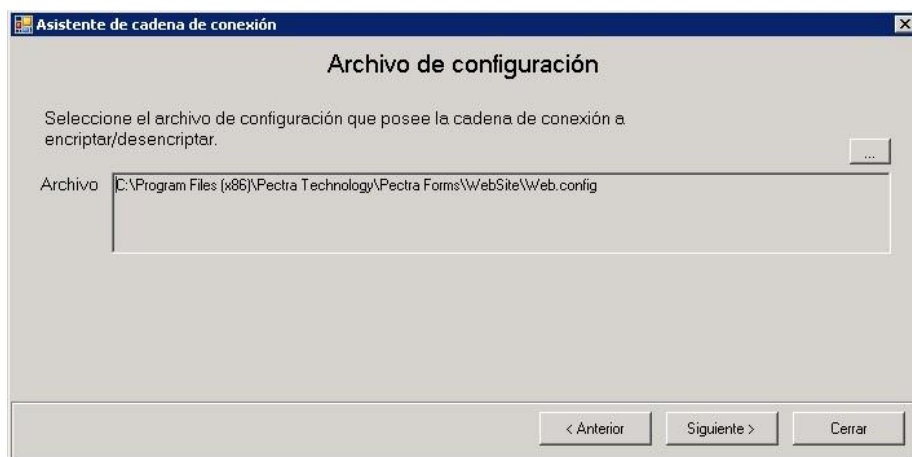 Asistente de cadena de conexión
Archivo de configuración
Seleccione el archivo de configuración que posee la cadena de conexión a
encriptar/desencriptar.
...
Archivo C:\Program Files (x86)\Pectra Technology\Pectra Forms\WebSite\Web.config
< Anterior Siguiente > Cerrar